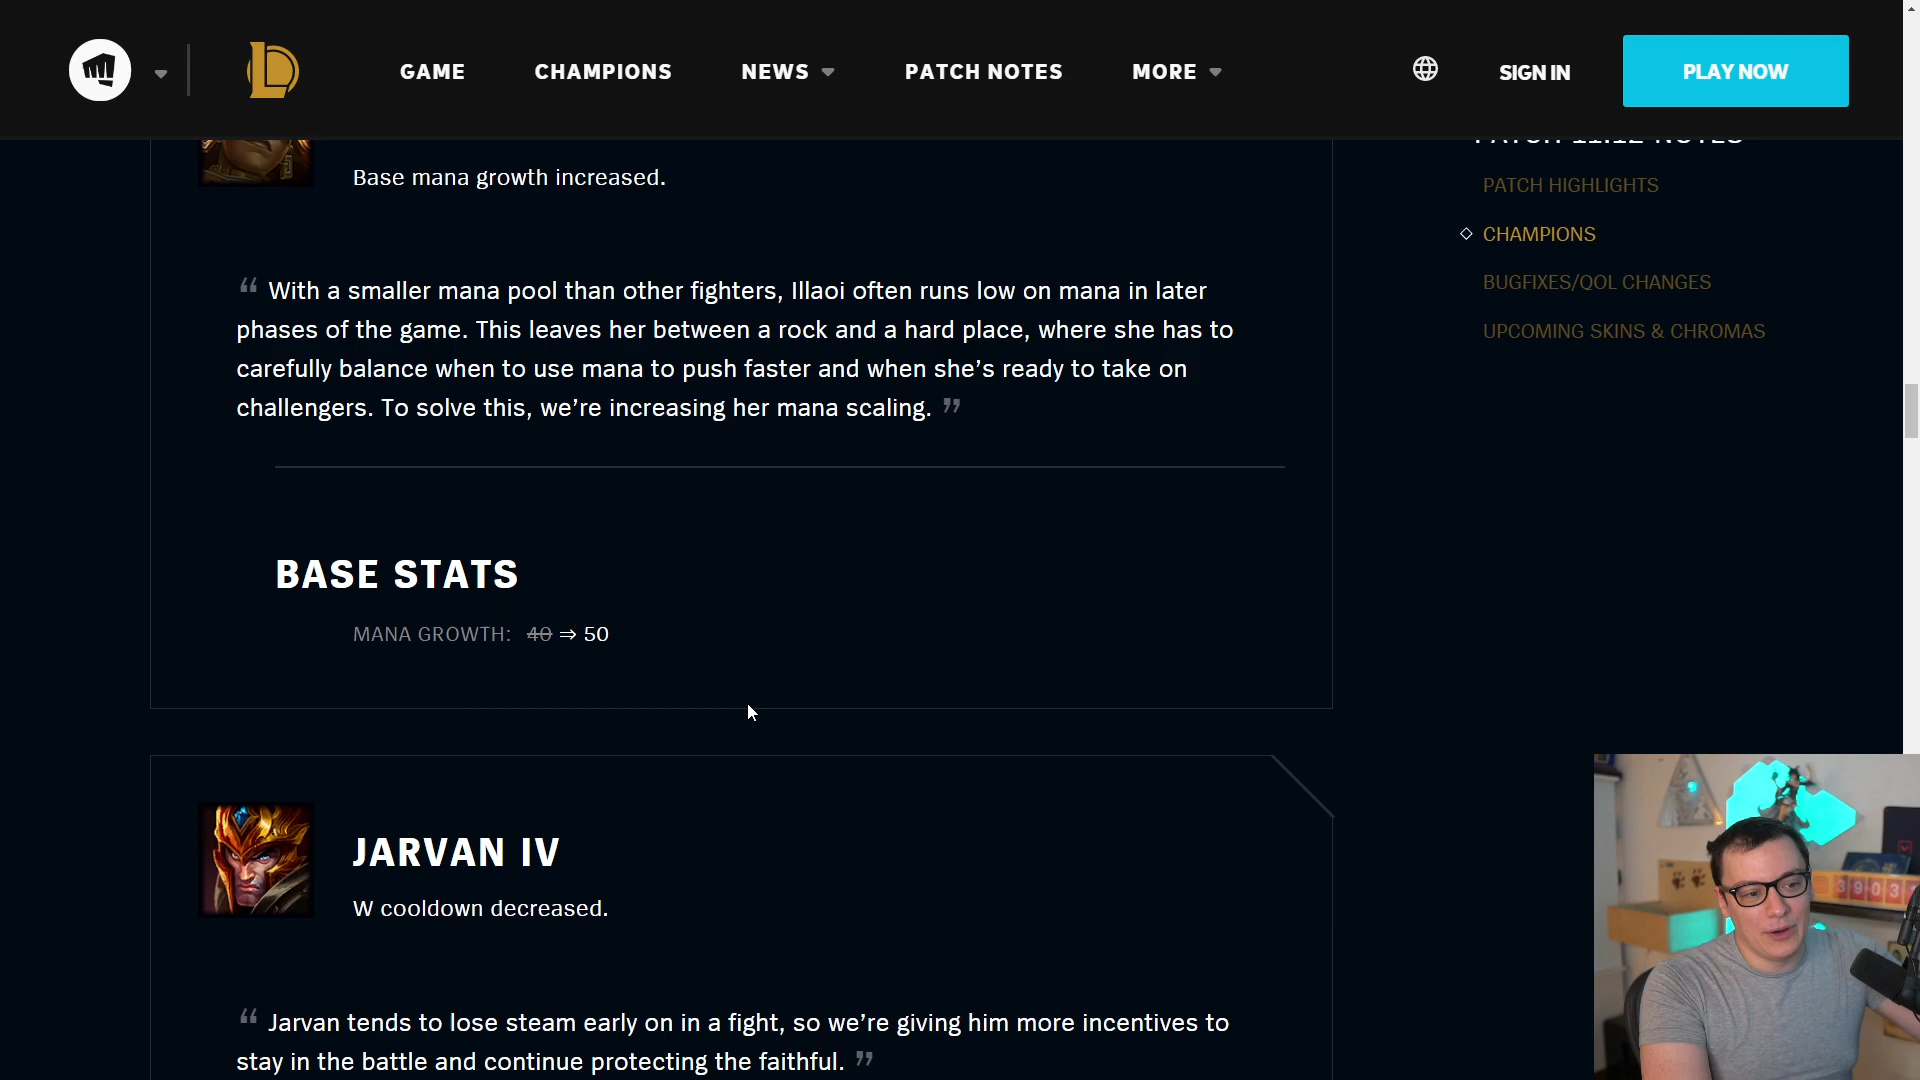 GAME
CHAMPIONS
NEWS
PATCH NOTES
MORE
SIGN IN
PLAY NOW
Base mana growth increased.
“ With a smaller mana pool than other fighters, Illaoi often runs low on mana in later
phases of the game. This leaves her between a rock and a hard place, where she has to
carefully balance when to use mana to push faster and when she’s ready to take on
challengers. To solve this, we’re increasing her mana scaling. ”
BASE STATS
MANA GROWTH: 40 ⇒ 50
JARVAN IV
W cooldown decreased.
“ Jarvan tends to lose steam early on in a fight, so we’re giving him more incentives to
stay in the battle and continue protecting the faithful. ”
PATCH 11.12 NOTES
PATCH HIGHLIGHTS
CHAMPIONS
BUGFIXES/QOL CHANGES
UPCOMING SKINS & CHROMAS